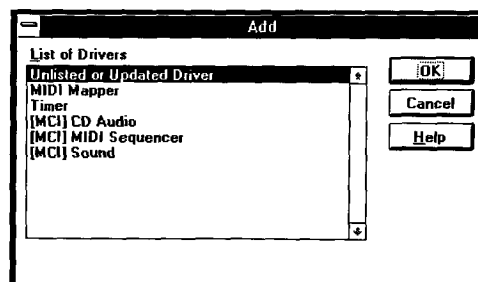 Add
List of Drivers
Unlisted or Updated Driver
MIDI Mapper
Timer
[MCI] CD Audio
[MCI] MIDI Sequencer
[MCI] Sound
OK
Cancel
Help